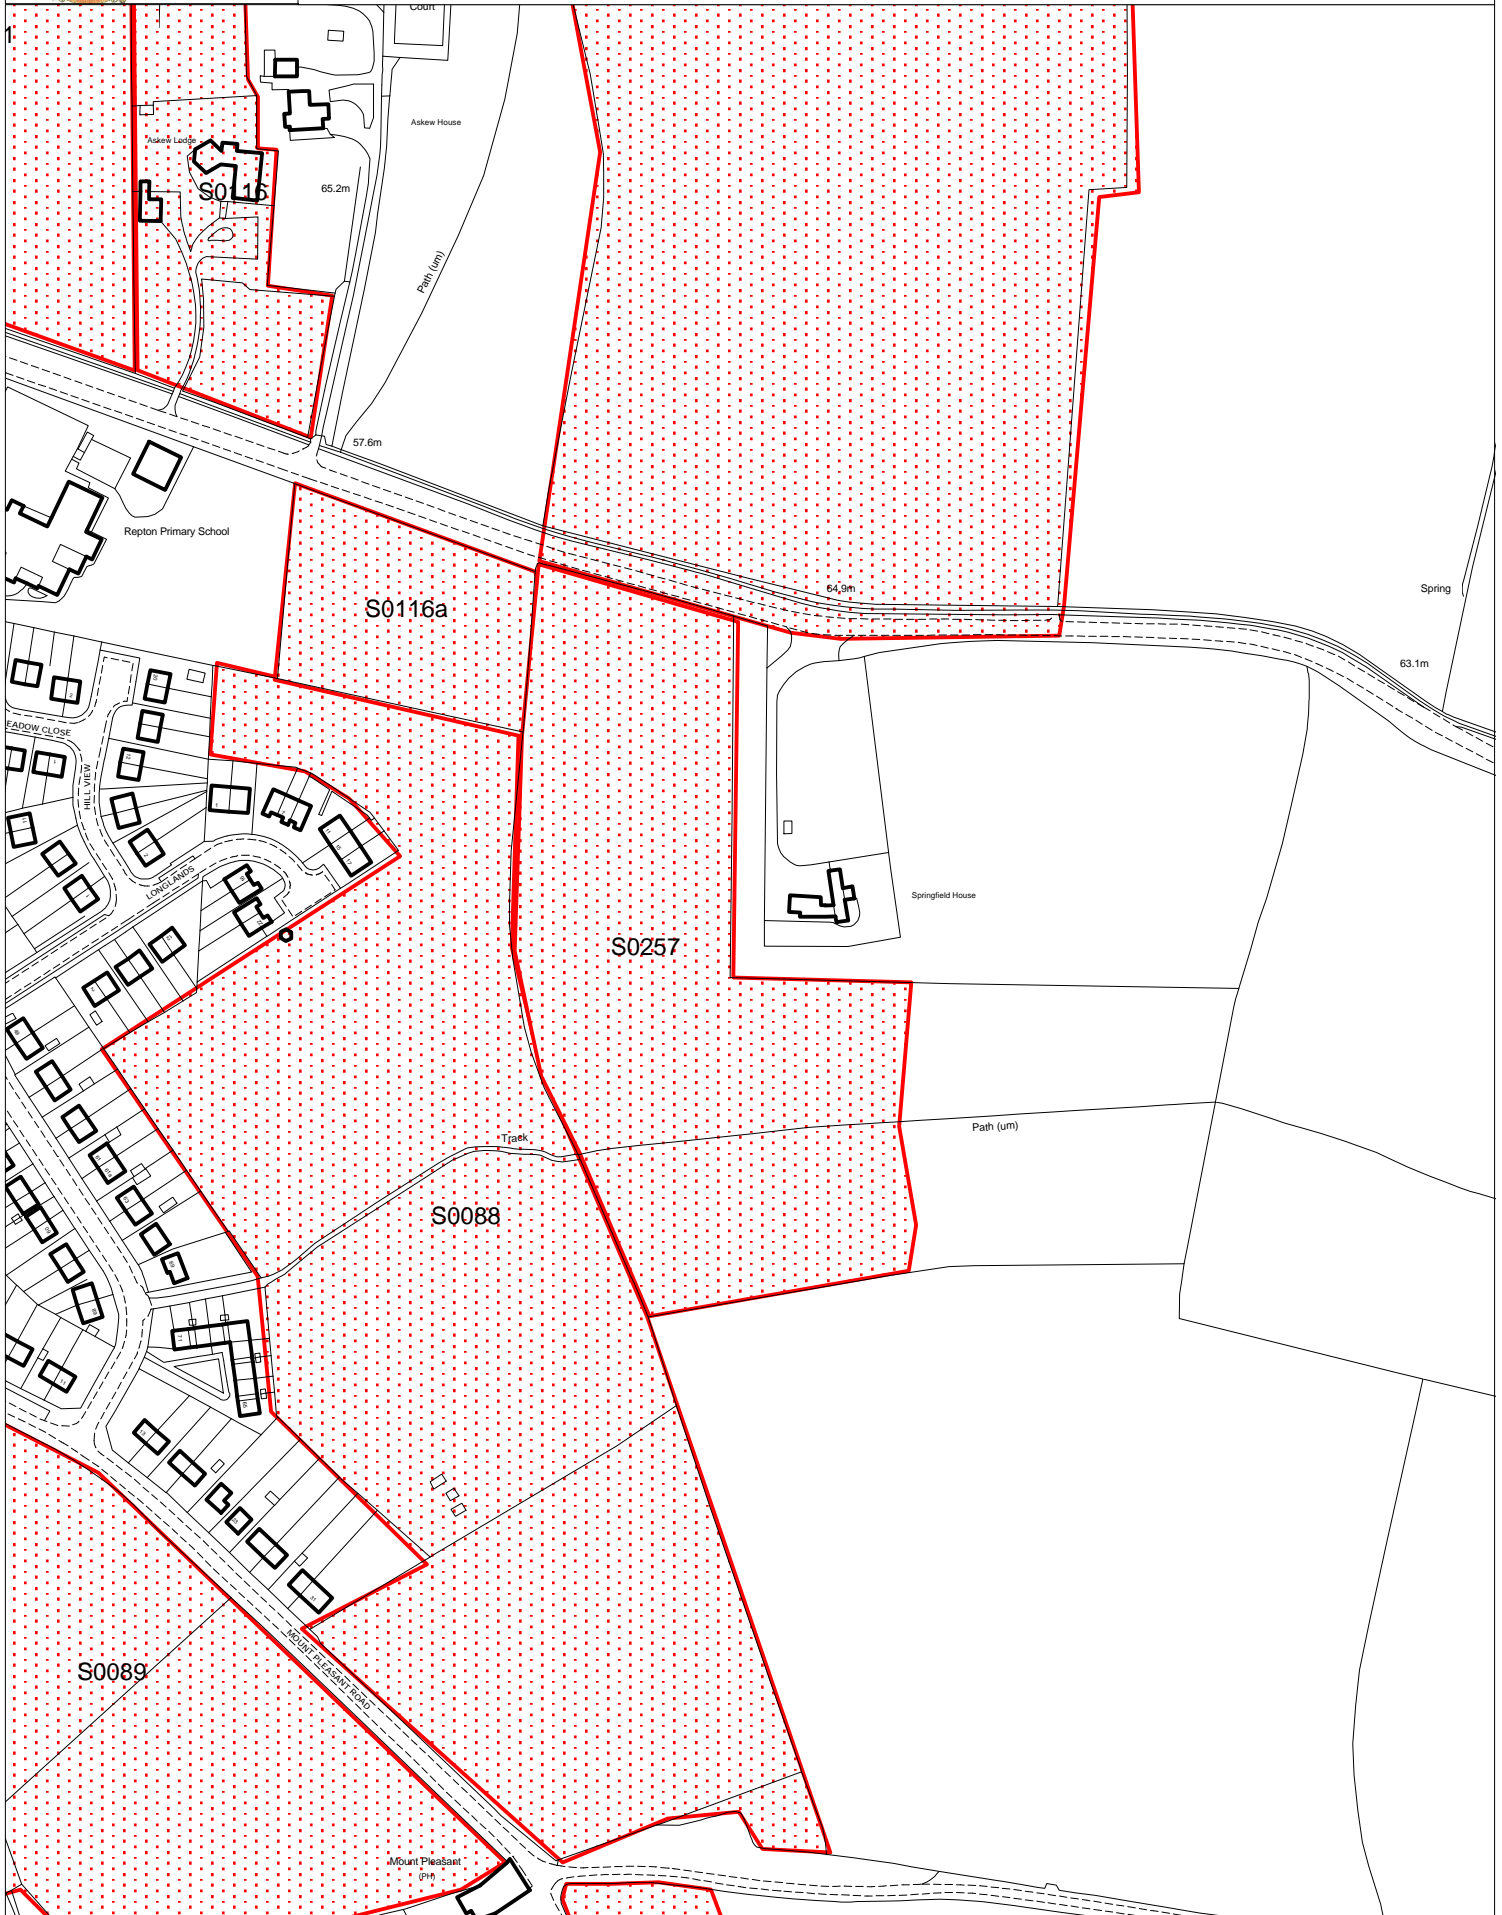 Court
1
Askew House
Askew Lodge
S0116
65.2m
Path (um)
57.6m
Repton Primary School
S0116a
64.9m
Spring
63.1m
EADOW CLOSE
HILL VIEW
LONGLANDS
Springfield House
S0257
Track
Path (um)
S0088
S0089
MOUNT PLEASANT ROAD
Mount Pleasant
(PH)